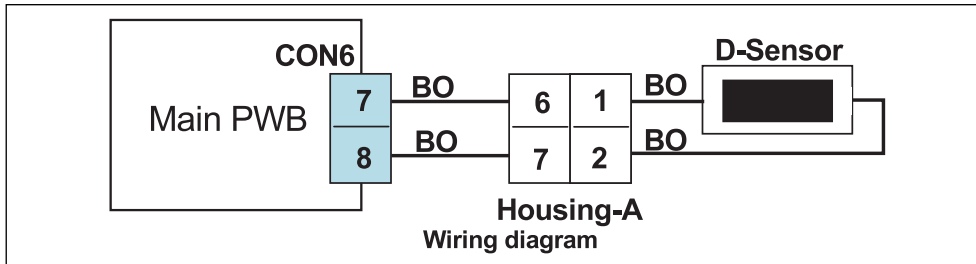 D-Sensor
CON6
Main PWB
7 BO 6 1 BO
8 BO 7 2 BO
Housing-A
Wiring diagram